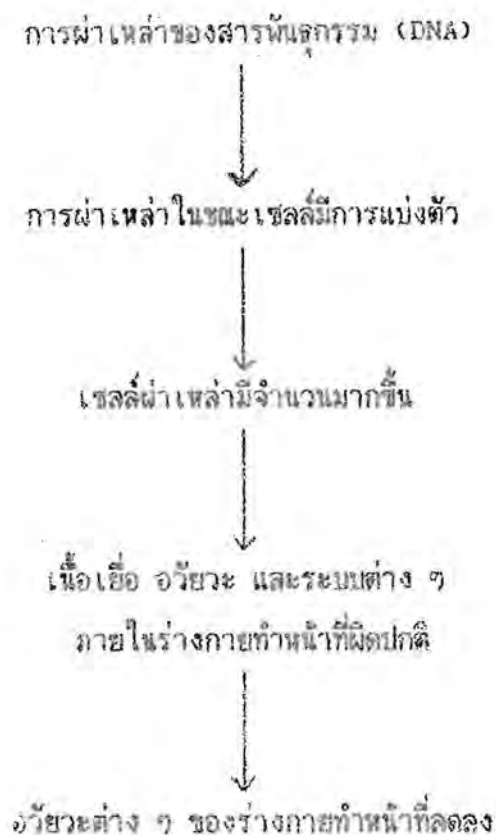 การผ่าเหล่าของสารพันธุกรรม (DNA)
การผ่าเหล่าในขณะเซลล์มีการแบ่งตัว
เซลล์ผ่าเหล่ามีจำนวนมากขึ้น
เนื้อเยื่อ อวัยวะ และระบบต่าง ๆ
ภายในร่างกายทำหน้าที่ผิดปกติ
อวัยวะต่าง ๆ ของร่างกายทำหน้าที่ลดลง